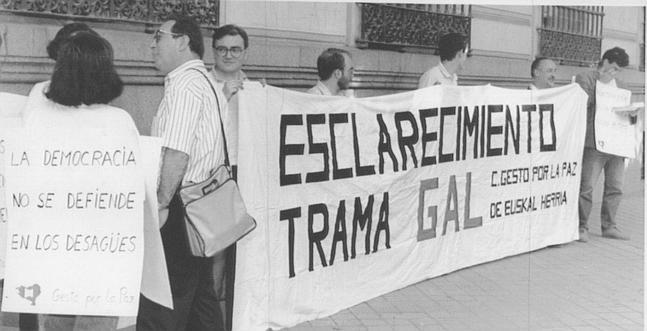 LA DEMOCRACIA
NO SE DEFIENDE
EN LOS DESAGÜES
Gesto por la Paz
ESCLARECIMIENTO
TRAMA GAL
C. GESTO POR LA PAZ
DE EUSKAL HERRIA